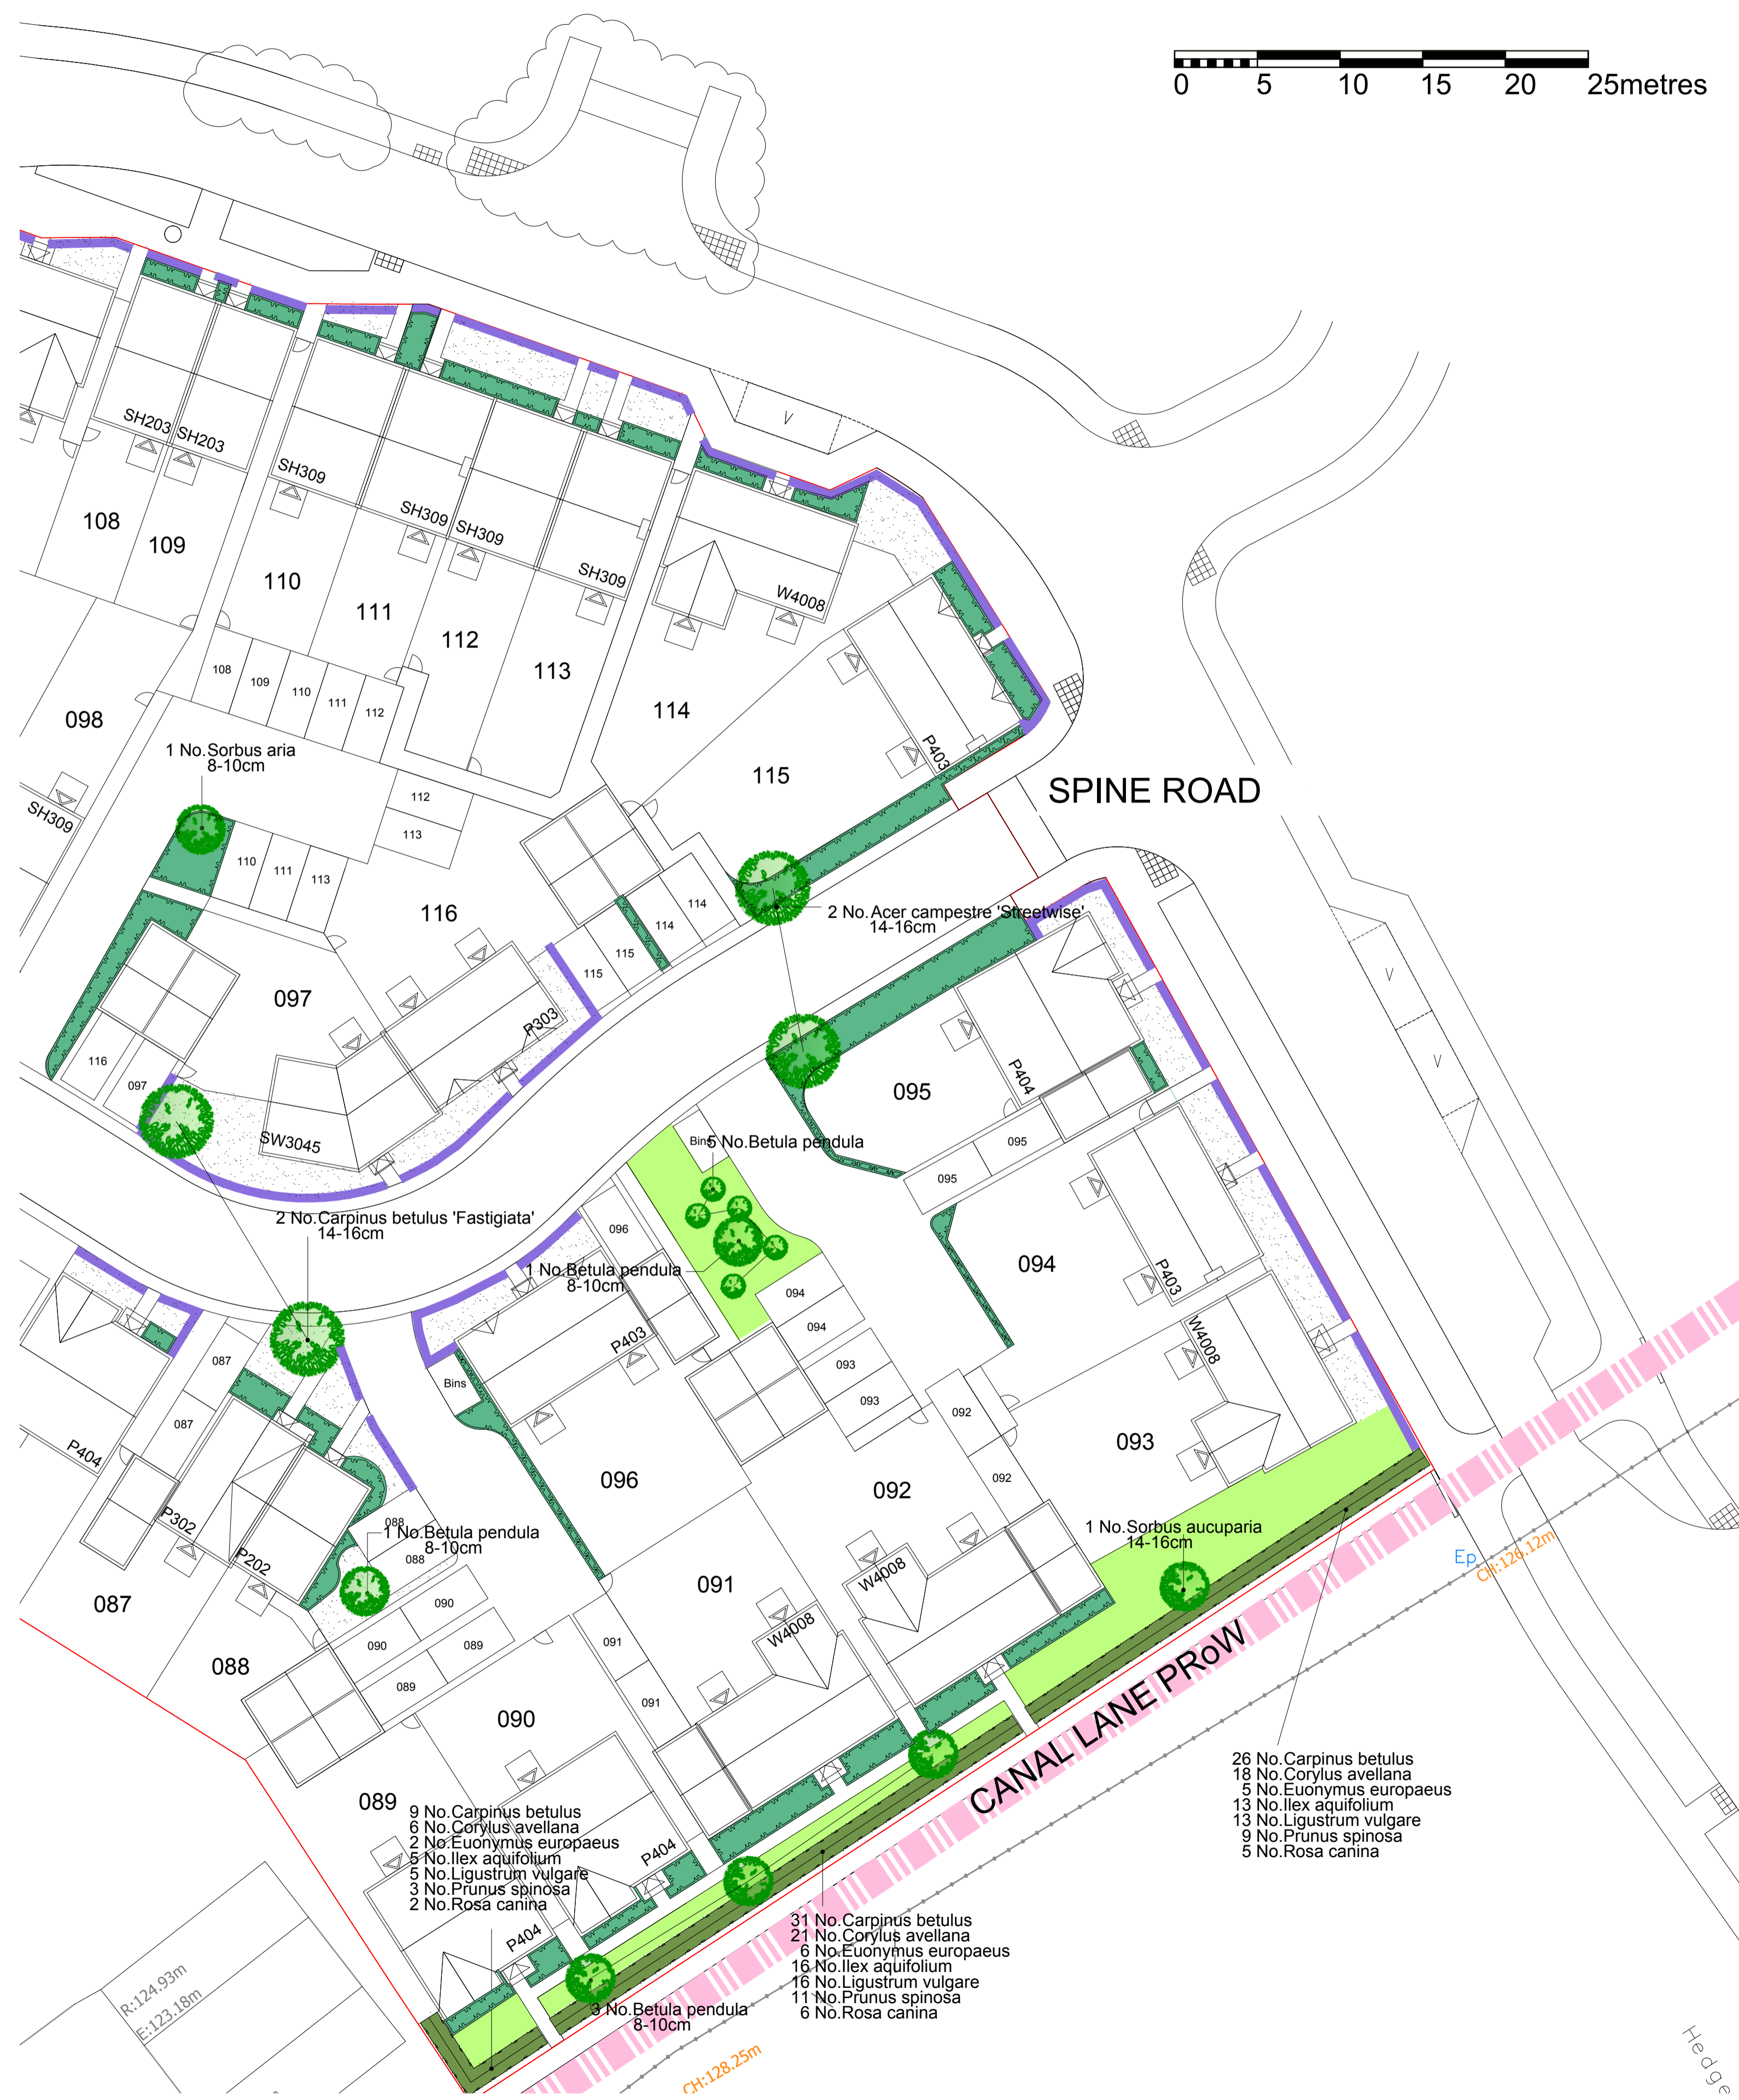 0 5 10 15 20 25metres
SH203 SH203
SH309
SH309 SH309
SH309
W4008
108
109
110
111
112
113
114
115
108 109 110 111 112
098
1 No.Sorbus aria
8-10cm
SH309
P403
SPINE ROAD
112
113
110 111 113
116
114
114
115
115
2 No.Acer campestre 'Streetwise'
14-16cm
097
P303
116
097
SW3045
095
P404
095
095
Bins
5 No.Betula pendula
2 No.Carpinus betulus 'Fastigiata'
14-16cm
096
1 No.Betula pendula
8-10cm
094
094
094
P403
P403
W4008
093
093
087
087
Bins
P404
092
092
093
096
092
P302
P202
088
088
1 No.Betula pendula
8-10cm
1 No.Sorbus aucuparia
14-16cm
Ep
CH:126.12m
087
088
090
090
089
089
091
W4008
W4008
091
091
090
CANAL LANE PRoW
26 No.Carpinus betulus
18 No.Corylus avellana
5 No.Euonymus europaeus
13 No.Ilex aquifolium
13 No.Ligustrum vulgare
9 No.Prunus spinosa
5 No.Rosa canina
089
9 No.Carpinus betulus
6 No.Corylus avellana
2 No.Euonymus europaeus
5 No.Ilex aquifolium
5 No.Ligustrum vulgare
3 No.Prunus spinosa
2 No.Rosa canina
P404
P404
31 No.Carpinus betulus
21 No.Corylus avellana
6 No.Euonymus europaeus
16 No.Ilex aquifolium
16 No.Ligustrum vulgare
11 No.Prunus spinosa
6 No.Rosa canina
3 No.Betula pendula
8-10cm
R:124.93m
E:123.18m
CH:128.25m
Hedge